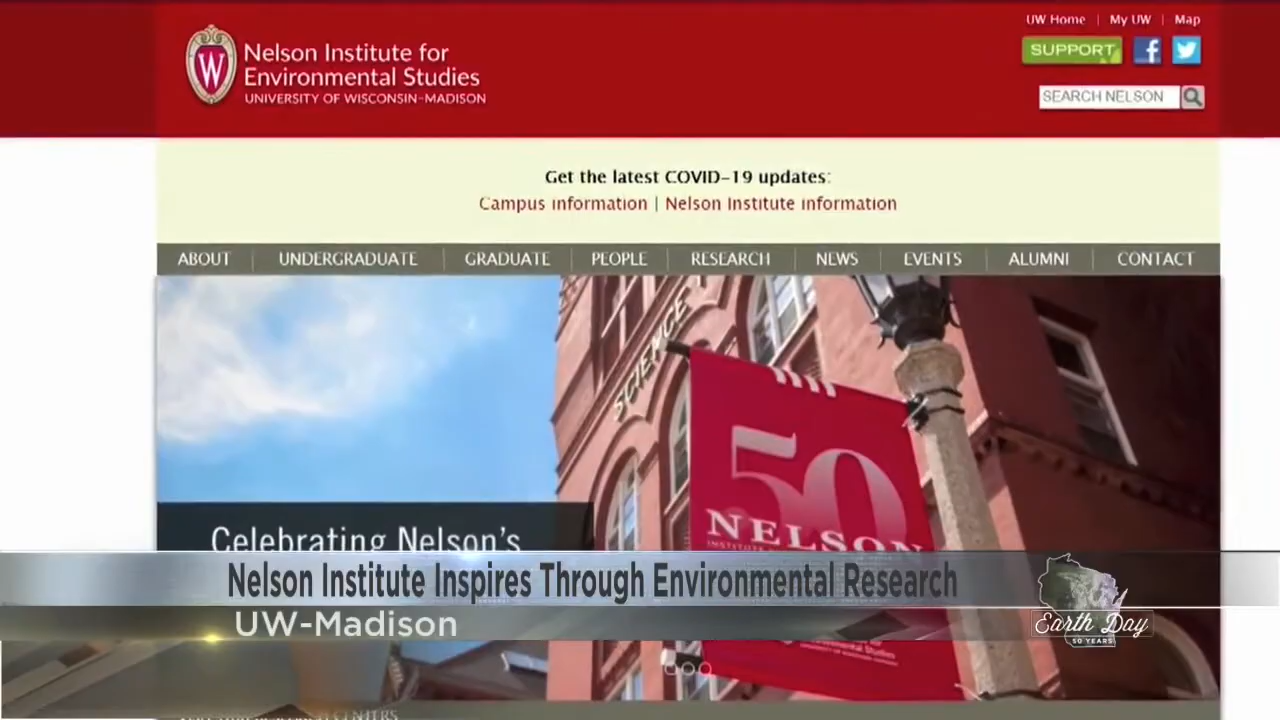 UW Home | My UW | Map
W
Nelson Institute for
Environmental Studies
UNIVERSITY OF WISCONSIN–MADISON
SUPPORT
SEARCH NELSON
Get the latest COVID–19 updates:
Campus information | Nelson Institute information
ABOUT UNDERGRADUATE GRADUATE PEOPLE RESEARCH NEWS EVENTS ALUMNI CONTACT
SCIENCE
50
NELSON
Celebrating Nelson's
Nelson Institute Inspires Through Environmental Research
UW-Madison
Earth Day
50 YEARS
Environmental Studies